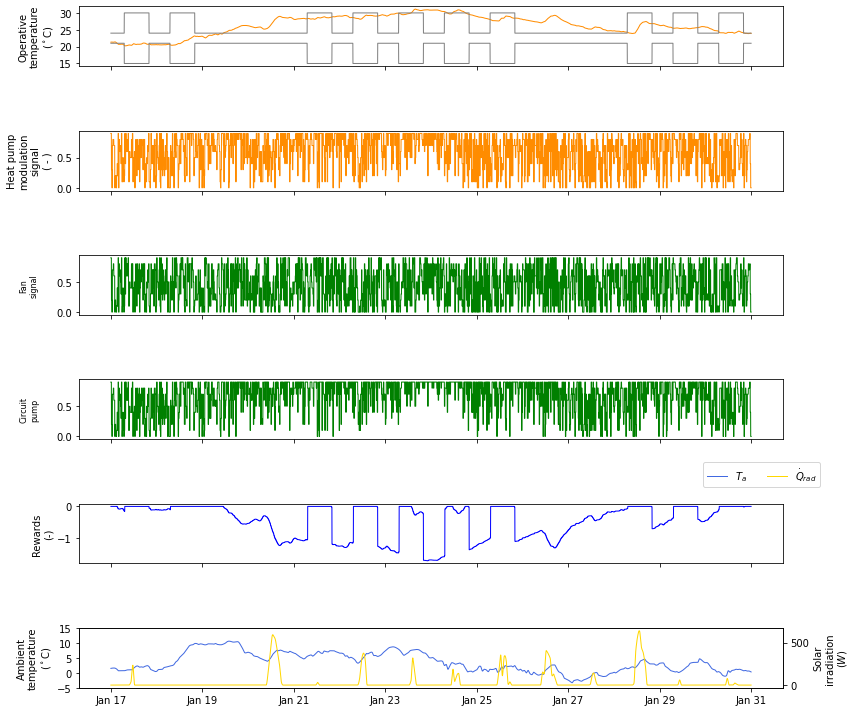 Operative
temperature
(°C)
30
25
20
15
Heat pump
modulation
signal
( - )
0.5
0.0
Fan
signal
0.5
0.0
Circuit
pump
0.5
0.0
T_a
Q̇_rad
Rewards
(-)
0
−1
Ambient
temperature
(°C)
15
10
5
0
−5
500
0
Solar
irradiation
(W)
Jan 17
Jan 19
Jan 21
Jan 23
Jan 25
Jan 27
Jan 29
Jan 31